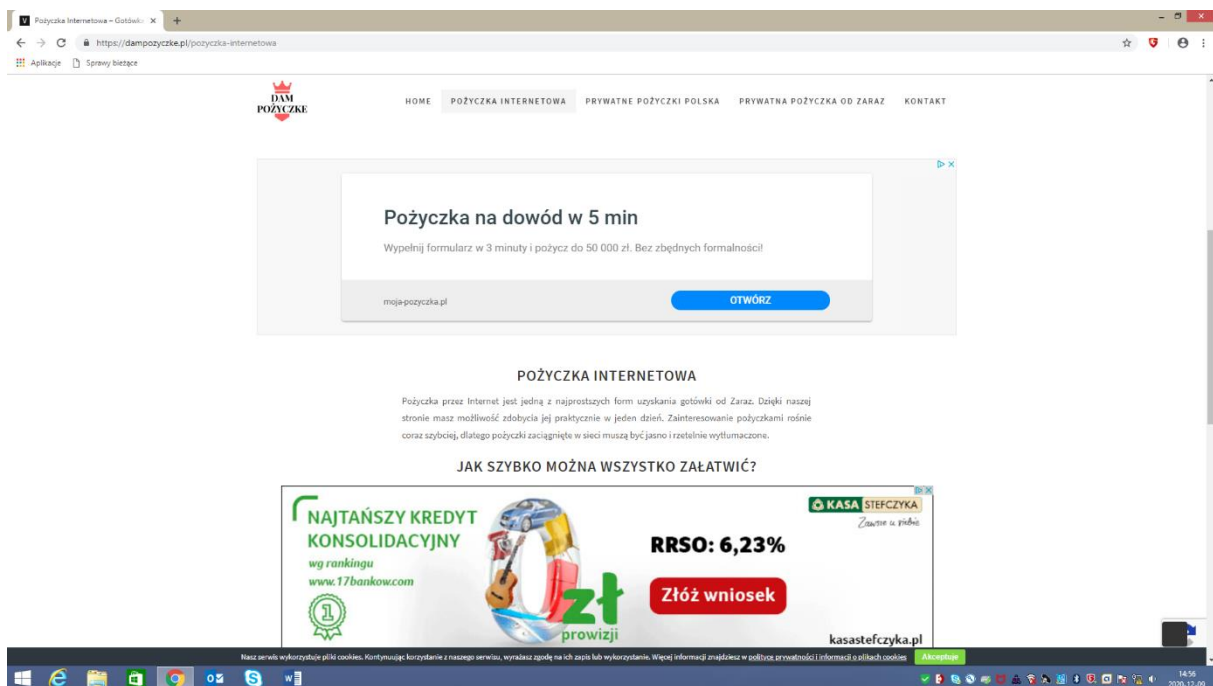 Pożyczka Internetowa – Gotówk
https://dampozyczke.pl/pozyczka-internetowa
Aplikacje Sprawy bieżące
DAM
POŻYCZKE
HOME POŻYCZKA INTERNETOWA PRYWATNE POŻYCZKI POLSKA PRYWATNA POŻYCZKA OD ZARAZ KONTAKT
Pożyczka na dowód w 5 min
Wypełnij formularz w 3 minuty i pożycz do 50 000 zł. Bez zbędnych formalności!
moja-pozyczka.pl
OTWÓRZ
POŻYCZKA INTERNETOWA
Pożyczka przez Internet jest jedną z najprostszych form uzyskania gotówki od Zaraz. Dzięki naszej
stronie masz możliwość zdobycia jej praktycznie w jeden dzień. Zainteresowanie pożyczkami rośnie
coraz szybciej, dlatego pożyczki zaciągnięte w sieci muszą być jasno i rzetelnie wytłumaczone.
JAK SZYBKO MOŻNA WSZYSTKO ZAŁATWIĆ?
NAJTAŃSZY KREDYT
KONSOLIDACYJNY
wg rankingu
www.17bankow.com
1
0 zł
prowizji
RRSO: 6,23%
Złóż wniosek
KASA STEFCZYKA
Zawsze u siebie
kasastefczyka.pl
Nasz serwis wykorzystuje pliki cookies. Kontynuując korzystanie z naszego serwisu, wyrażasz zgodę na ich zapis lub wykorzystanie. Więcej informacji znajdziesz w polityce prywatności i informacji o plikach cookies Akceptuję
14:56
2020-12-09